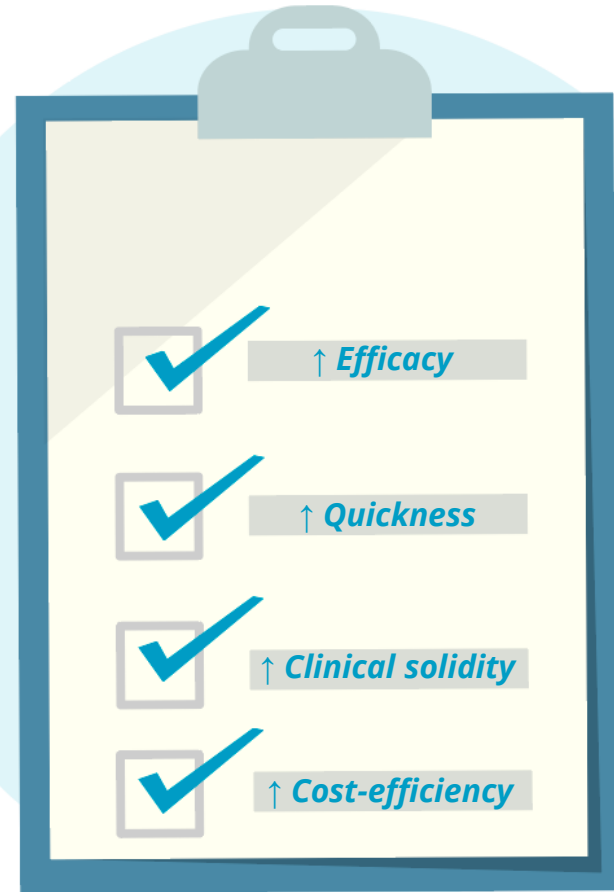 ↑ Efficacy
↑ Quickness
↑ Clinical solidity
↑ Cost-efficiency